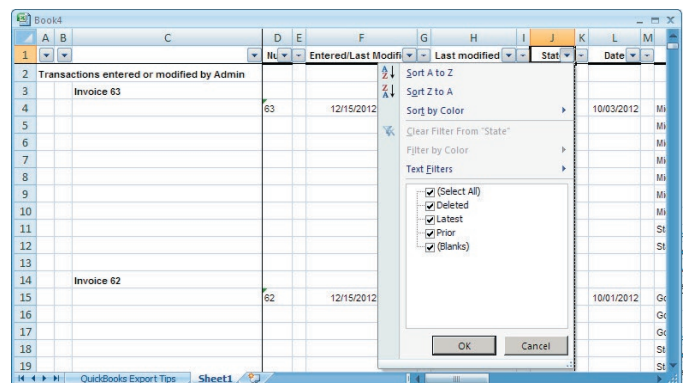 Book4
A B C D E F G H I J K L M
1 Nu Entered/Last Modifi Last modified Stat Date
2 Transactions entered or modified by Admin
Sort A to Z
3 Invoice 63
Sort Z to A
4 63 12/15/2012 10/03/2012 Mi
Sort by Color
5 Mi
Clear Filter From "State"
6 Mi
Filter by Color
7 Mi
Text Filters
8 Mi
(Select All)
9 Mi
Deleted
10 Mi
Latest
11 St
Prior
12 St
(Blanks)
13
14 Invoice 62
15 62 12/15/2012 10/01/2012 Go
16 Go
17 Go
18 St
OK Cancel
19 St
QuickBooks Export Tips Sheet1